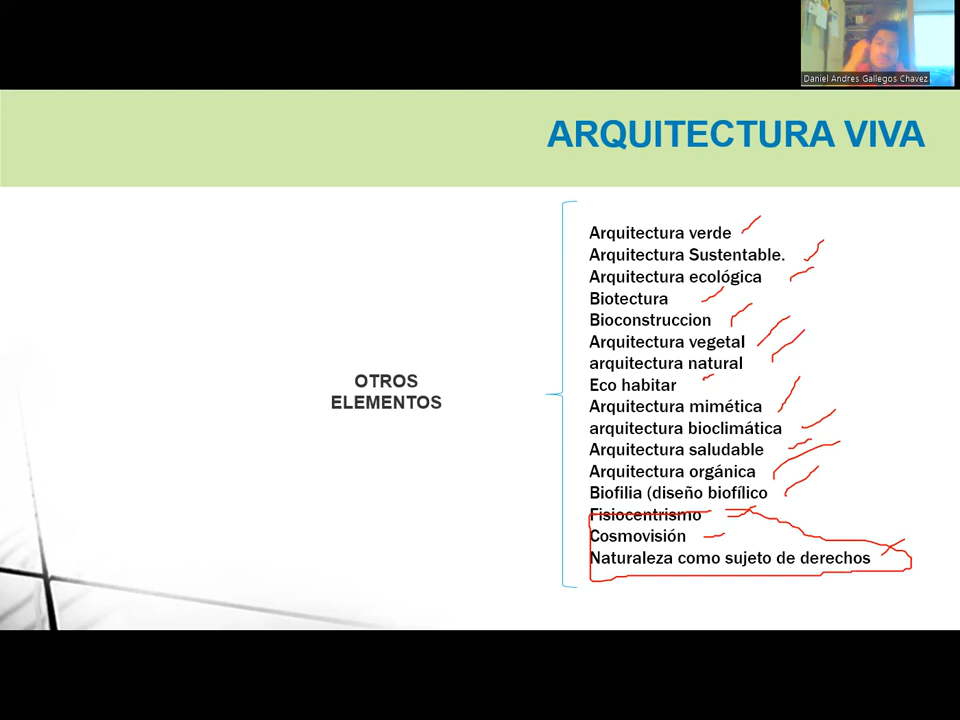 Daniel Andres Gallegos Chavez
ARQUITECTURA VIVA
OTROS
ELEMENTOS
Arquitectura verde
Arquitectura Sustentable.
Arquitectura ecológica
Biotectura
Bioconstruccion
Arquitectura vegetal
arquitectura natural
Eco habitar
Arquitectura mimética
arquitectura bioclimática
Arquitectura saludable
Arquitectura orgánica
Biofilia (diseño biofílico
Fisiocentrismo
Cosmovisión
Naturaleza como sujeto de derechos